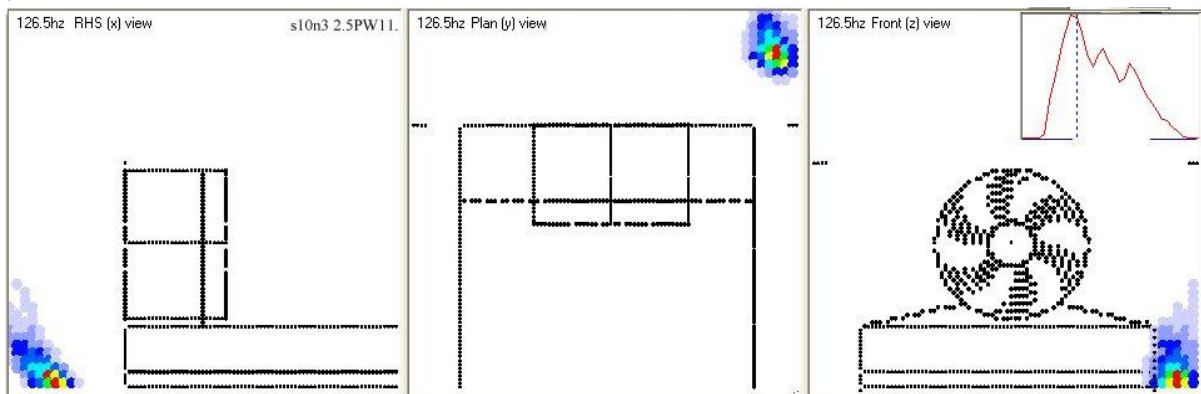 126.5hz RHS (x) view
s10n3 2.5PW11.
126.5hz Plan (y) view
126.5hz Front (z) view